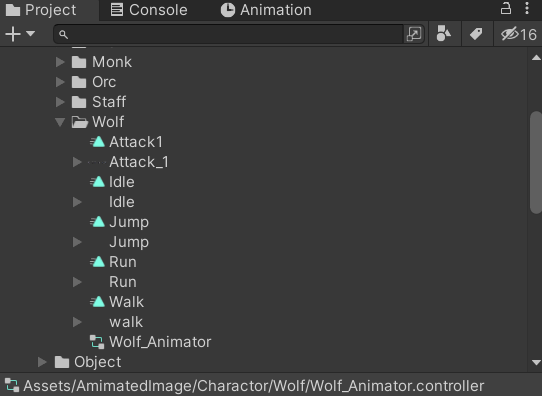 Project Console Animation
16
Monk
Orc
Staff
Wolf
Attack1
Attack_1
Idle
Idle
Jump
Jump
Run
Run
Walk
walk
Wolf_Animator
Object
Assets/AmimatedImage/Charactor/Wolf/Wolf_Animator.controller